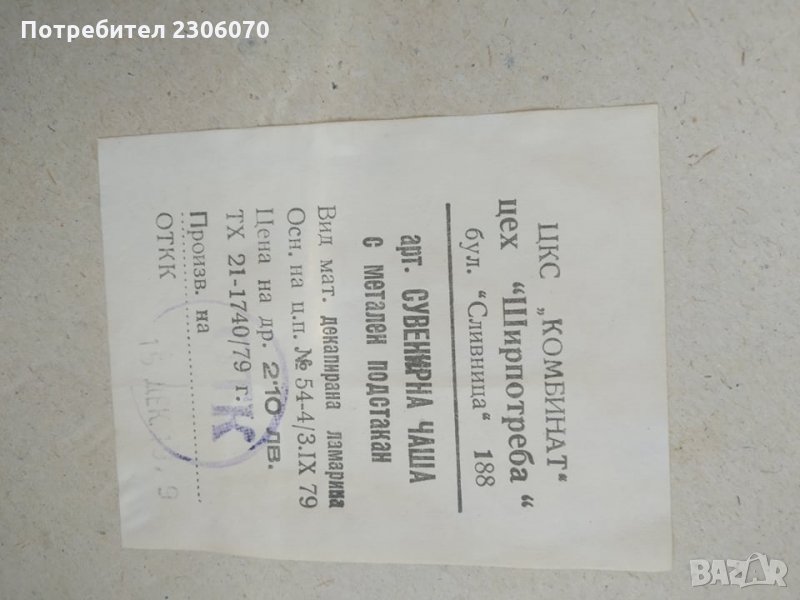 Потребител 2306070
ЦКС „КОМБИНАТ“
цех “Ширпотреба“
бул. “Сливница“ 188
арт. СУВЕНИРНА ЧАША
с метален подстакан
Вид мат. декапирана ламарина
Осн. на ц.п. № 54-4/3.IX 79
Цена на др. 2'10 лв.
ТХ 21-1740/79 г.
Произв. на
ОТКК
ДЕК.
BAZAR